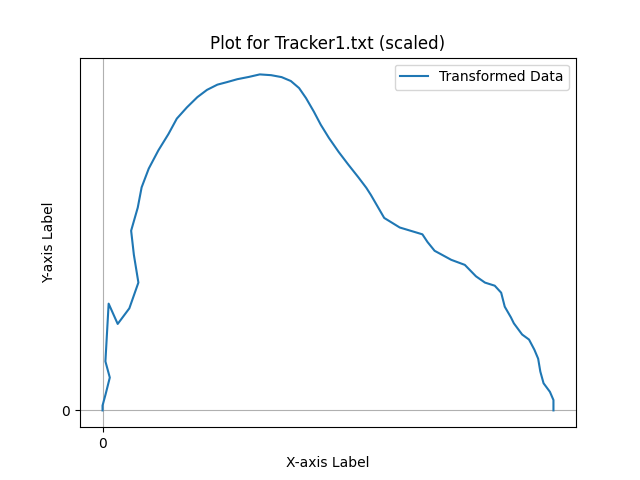 Plot for Tracker1.txt (scaled)
Transformed Data
Y-axis Label
0
0
X-axis Label